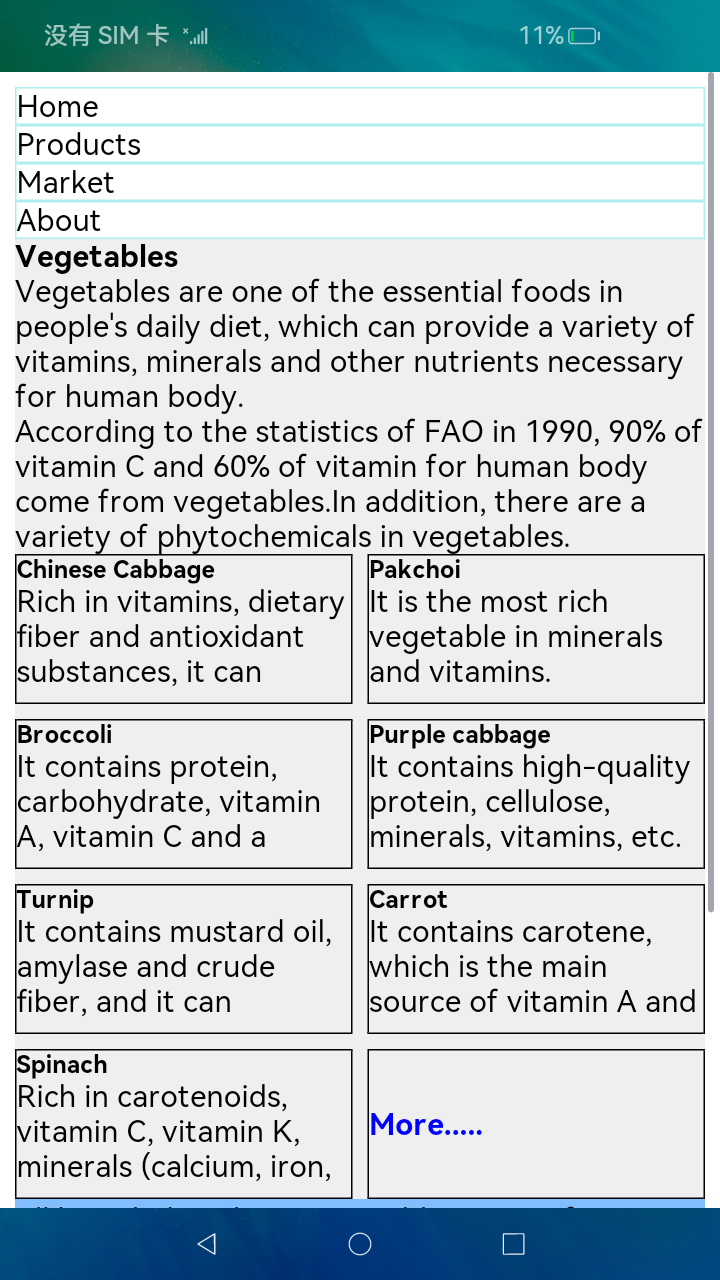 没有 SIM 卡 11%
Home
Products
Market
About
Vegetables
Vegetables are one of the essential foods in
people's daily diet, which can provide a variety of
vitamins, minerals and other nutrients necessary
for human body.
According to the statistics of FAO in 1990, 90% of
vitamin C and 60% of vitamin for human body
come from vegetables.In addition, there are a
variety of phytochemicals in vegetables.
Chinese Cabbage
Rich in vitamins, dietary
fiber and antioxidant
substances, it can
Pakchoi
It is the most rich
vegetable in minerals
and vitamins.
Broccoli
It contains protein,
carbohydrate, vitamin
A, vitamin C and a
Purple cabbage
It contains high-quality
protein, cellulose,
minerals, vitamins, etc.
Turnip
It contains mustard oil,
amylase and crude
fiber, and it can
Carrot
It contains carotene,
which is the main
source of vitamin A and
Spinach
Rich in carotenoids,
vitamin C, vitamin K,
minerals (calcium, iron,
More.....